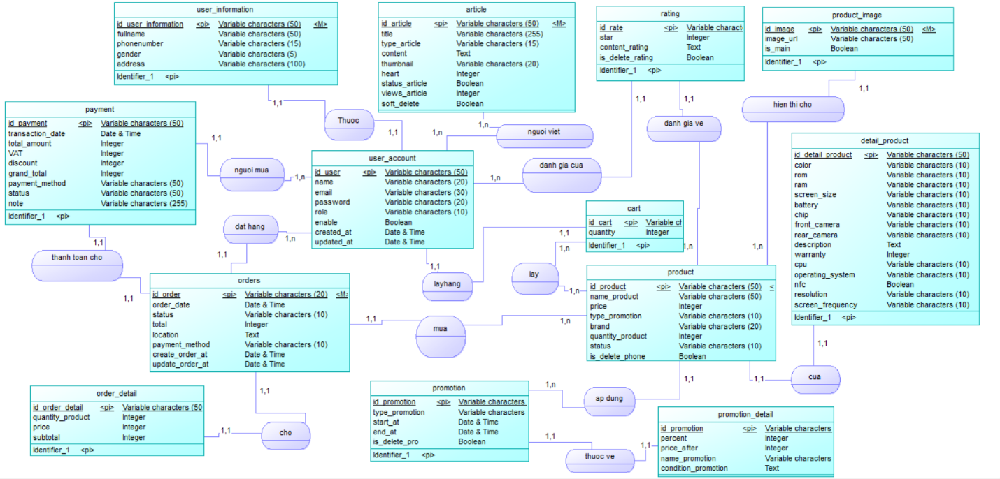 user_information
id_user_information <pi> Variable characters (50) <M>
fullname Variable characters (50)
phonenumber Variable characters (15)
gender Variable characters (5)
address Variable characters (100)
Identifier_1 <pi>
article
id_article <pi> Variable characters (50) <M>
title Variable characters (255)
type_article Variable characters (15)
content Text
thumbnail Variable characters (20)
heart Integer
status_article Boolean
views_article Integer
soft_delete Boolean
rating
id_rate <pi> Variable charact
star Integer
content_rating Text
is_delete_rating Boolean
Identifier_1 <pi>
product_image
id_image <pi> Variable characters (50) <M>
image_url Variable characters (50)
is_main Boolean
Identifier_1 <pi>
1,1
Thuoc
1,1
1,n
nguoi viet
1,n
1,1
danh gia cua
1,n
1,1
danh gia ve
1,n
1,1
hien thi cho
1,n
payment
id_payment <pi> Variable characters (50)
transaction_date Date & Time
total_amount Integer
VAT Integer
discount Integer
grand_total Integer
payment_method Variable characters (50)
status Variable characters (50)
note Variable characters (255)
Identifier_1 <pi>
1,1
nguoi mua
1,n
user_account
id_user <pi> Variable characters (50)
name Variable characters (20)
email Variable characters (30)
password Variable characters (20)
role Variable characters (10)
enable Boolean
created_at Date & Time
updated_at Date & Time
detail_product
id_detail_product <pi> Variable characters (50)
color Variable characters (10)
rom Variable characters (10)
ram Variable characters (10)
screen_size Variable characters (10)
battery Variable characters (10)
chip Variable characters (10)
front_camera Variable characters (10)
rear_camera Variable characters (10)
description Text
warranty Integer
cpu Variable characters (10)
operating_system Variable characters (10)
nfc Boolean
resolution Variable characters (10)
screen_frequency Variable characters (10)
Identifier_1 <pi>
cart
id_cart <pi> Variable ch
quantity Integer
Identifier_1 <pi>
dat hang
1,n
1,1
1,1
thanh toan cho
1,1
1,1
layhang
1,1
lay
1,n
1,n
orders
id_order <pi> Variable characters (20) <M>
order_date Date & Time
status Variable characters (10)
total Integer
location Text
payment_method Variable characters (10)
create_order_at Date & Time
update_order_at Date & Time
1,1
mua
1,n
product
id_product <pi> Variable characters (50) <
name_product Variable characters (50)
price Integer
type_promotion Variable characters (10)
brand Variable characters (20)
quantity_product Integer
status Variable characters (10)
is_delete_phone Boolean
1,1
cua
1,1
1,1
ap dung
1,n
order_detail
id_order_detail <pi> Variable characters (50
quantity_product Integer
price Integer
subtotal Integer
Identifier_1 <pi>
1,1
cho
1,1
promotion
id_promotion <pi> Variable characters
type_promotion Variable characters
start_at Date & Time
end_at Date & Time
is_delete_pro Boolean
Identifier_1 <pi>
1,1
thuoc ve
1,1
promotion_detail
id_promotion <pi> Variable characters
percent Integer
price_after Integer
name_promotion Variable characters
condition_promotion Text